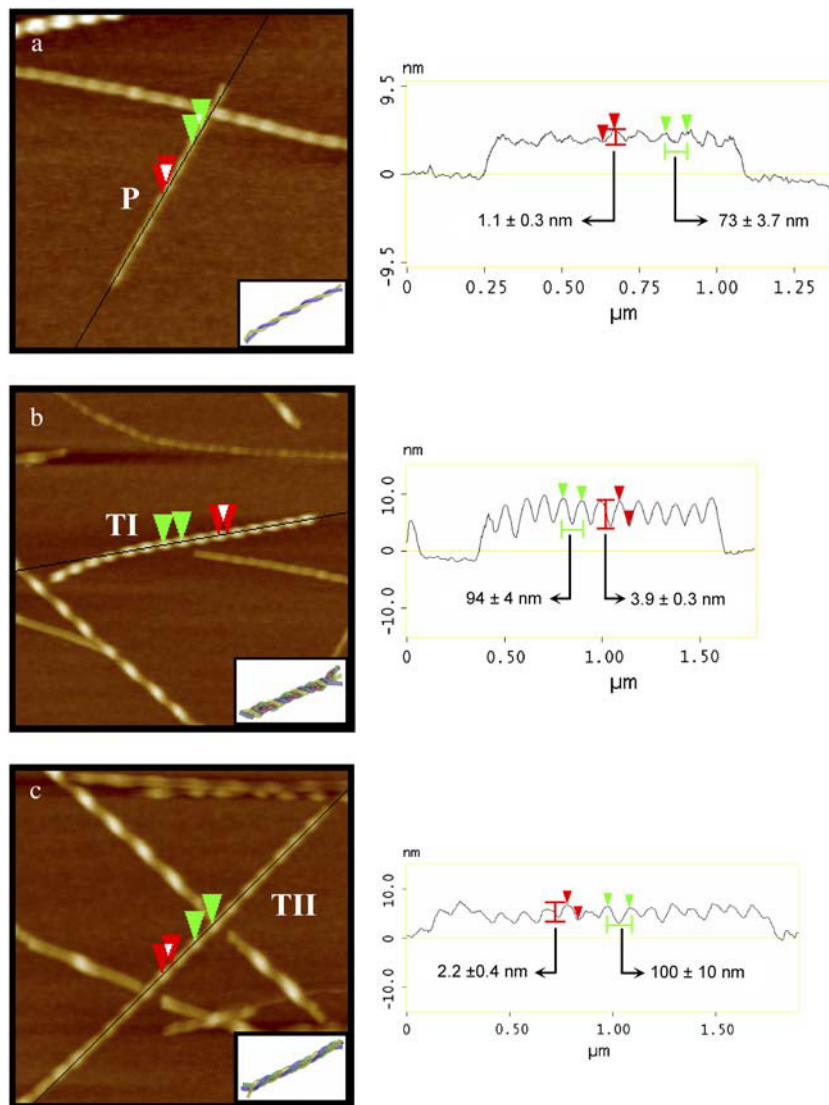 a
P
nm
9.5
0
-9.5
1.1 ± 0.3 nm
73 ± 3.7 nm
0 0.25 0.50 0.75 1.00 1.25
µm
b
TI
nm
10.0
0
-10.0
94 ± 4 nm
3.9 ± 0.3 nm
0 0.50 1.00 1.50
µm
c
TII
nm
10.0
0
-10.0
2.2 ±0.4 nm
100 ± 10 nm
0 0.50 1.00 1.50
µm